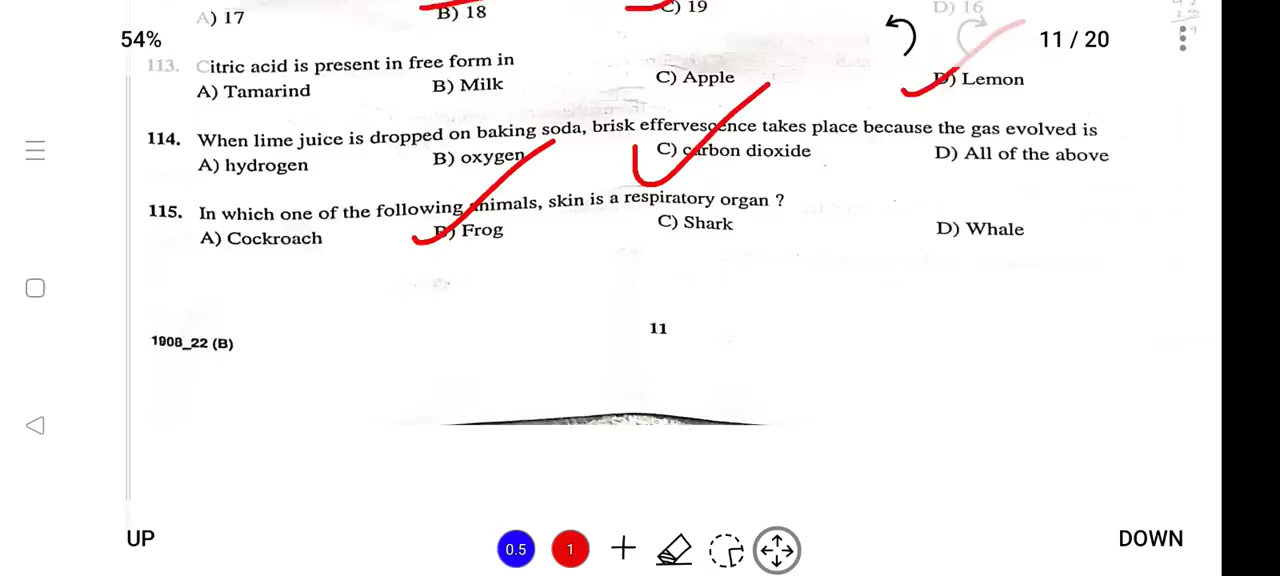 A) 17 B) 18 C) 19 D) 16
54%
11 / 20
113. Citric acid is present in free form in
A) Tamarind B) Milk C) Apple D) Lemon
114. When lime juice is dropped on baking soda, brisk effervescence takes place because the gas evolved is
A) hydrogen B) oxygen C) carbon dioxide D) All of the above
115. In which one of the following animals, skin is a respiratory organ ?
A) Cockroach B) Frog C) Shark D) Whale
11
1908_22 (B)
UP DOWN
0.5 1